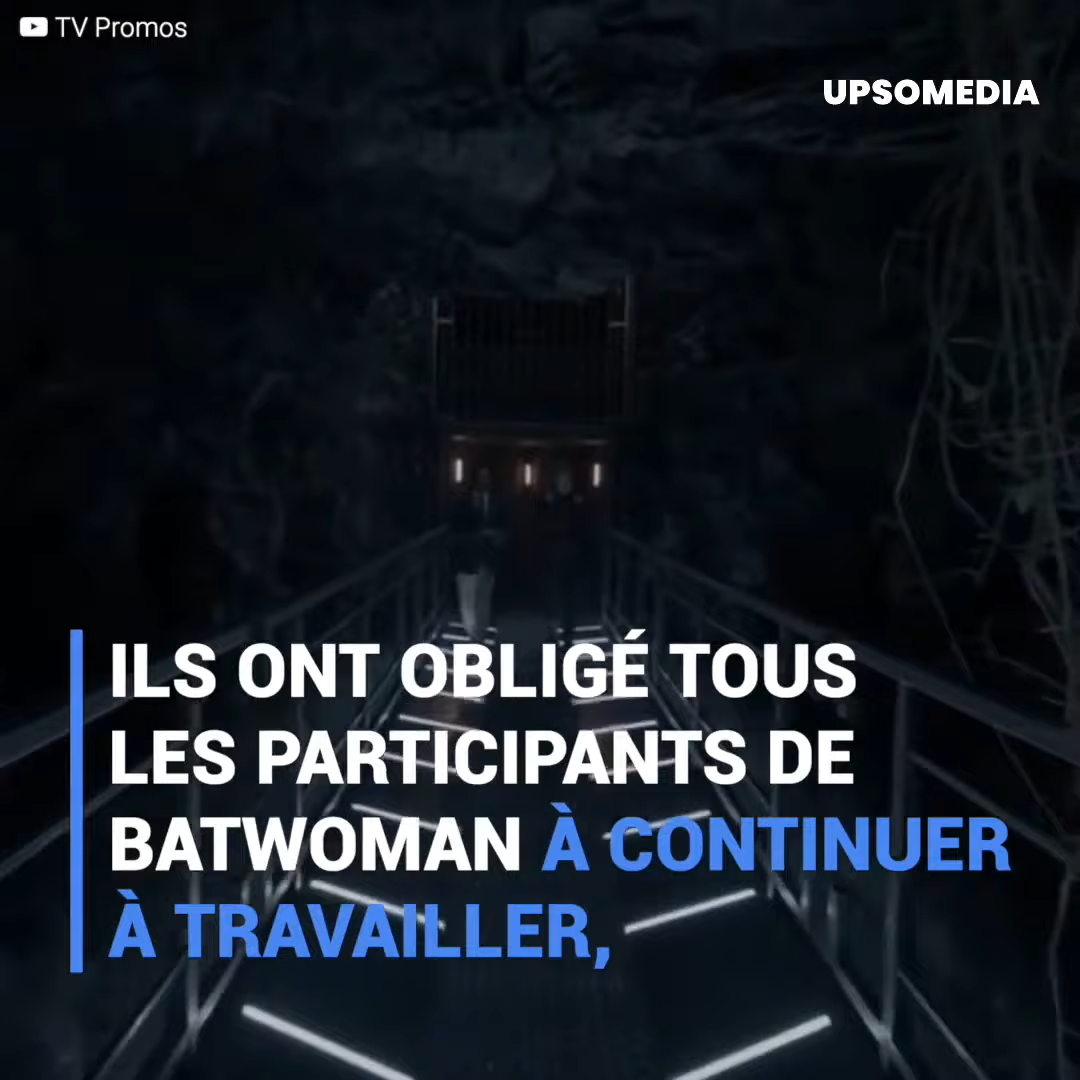 TV Promos
UPSOMEDIA
ILS ONT OBLIGÉ TOUS
LES PARTICIPANTS DE
BATWOMAN À CONTINUER
À TRAVAILLER,